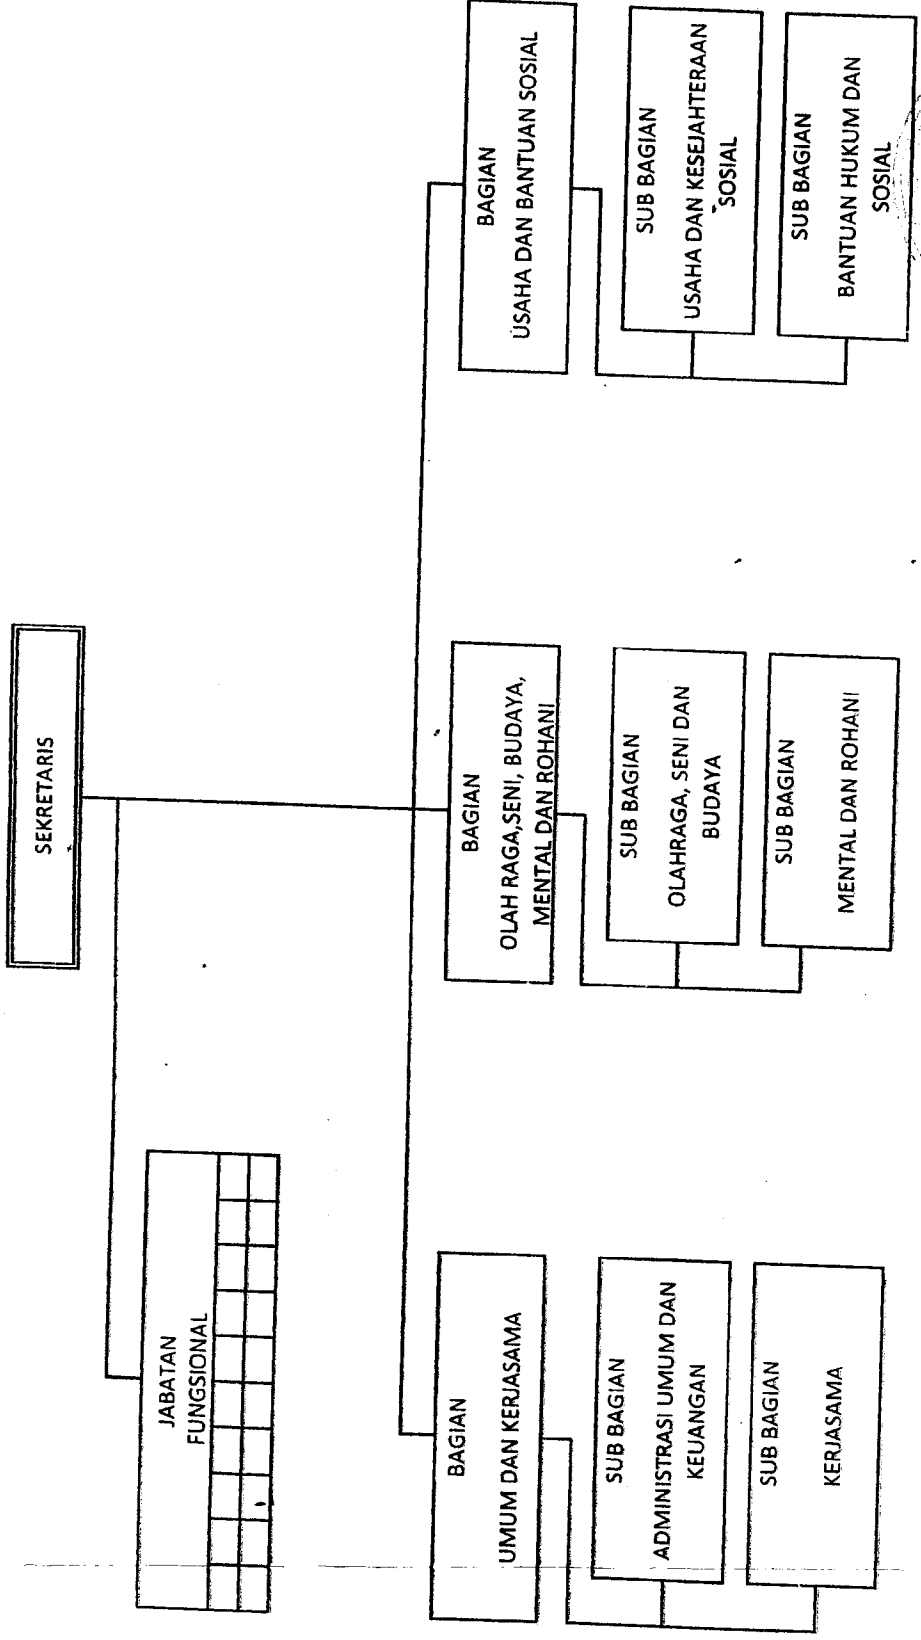 SEKRETARIS
JABATAN
FUNGSIONAL
BAGIAN
UMUM DAN KERJASAMA
SUB BAGIAN
ADMINISTRASI UMUM DAN
KEUANGAN
SUB BAGIAN
KERJASAMA
BAGIAN
OLAH RAGA,SENI, BUDAYA,
MENTAL DAN ROHANI
SUB BAGIAN
OLAHRAGA, SENI DAN
BUDAYA
SUB BAGIAN
MENTAL DAN ROHANI
BAGIAN
USAHA DAN BANTUAN SOSIAL
SUB BAGIAN
USAHA DAN KESEJAHTERAAN
SOSIAL
SUB BAGIAN
BANTUAN HUKUM DAN
SOSIAL